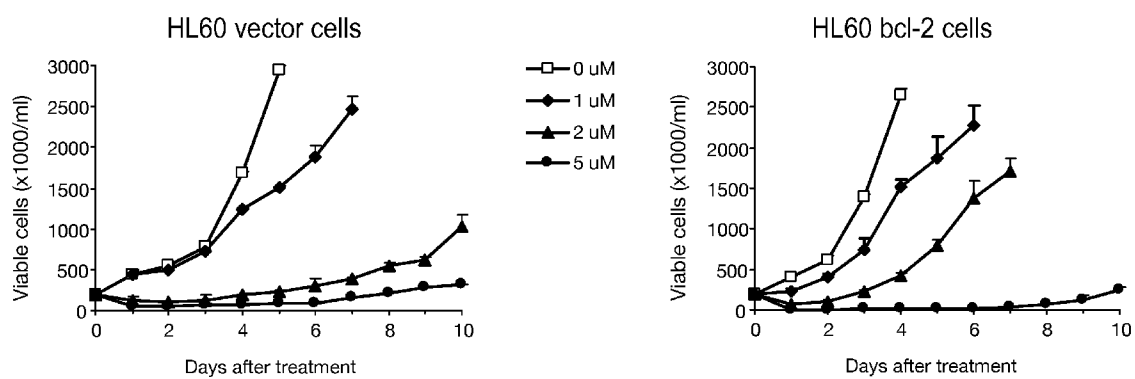 HL60 vector cells
3000
2500
2000
1500
1000
500
0
Viable cells (x1000/ml)
0 2 4 6 8 10
Days after treatment
0 uM
1 uM
2 uM
5 uM
HL60 bcl-2 cells
3000
2500
2000
1500
1000
500
0
Viable cells (x1000/ml)
0 2 4 6 8 10
Days after treatment